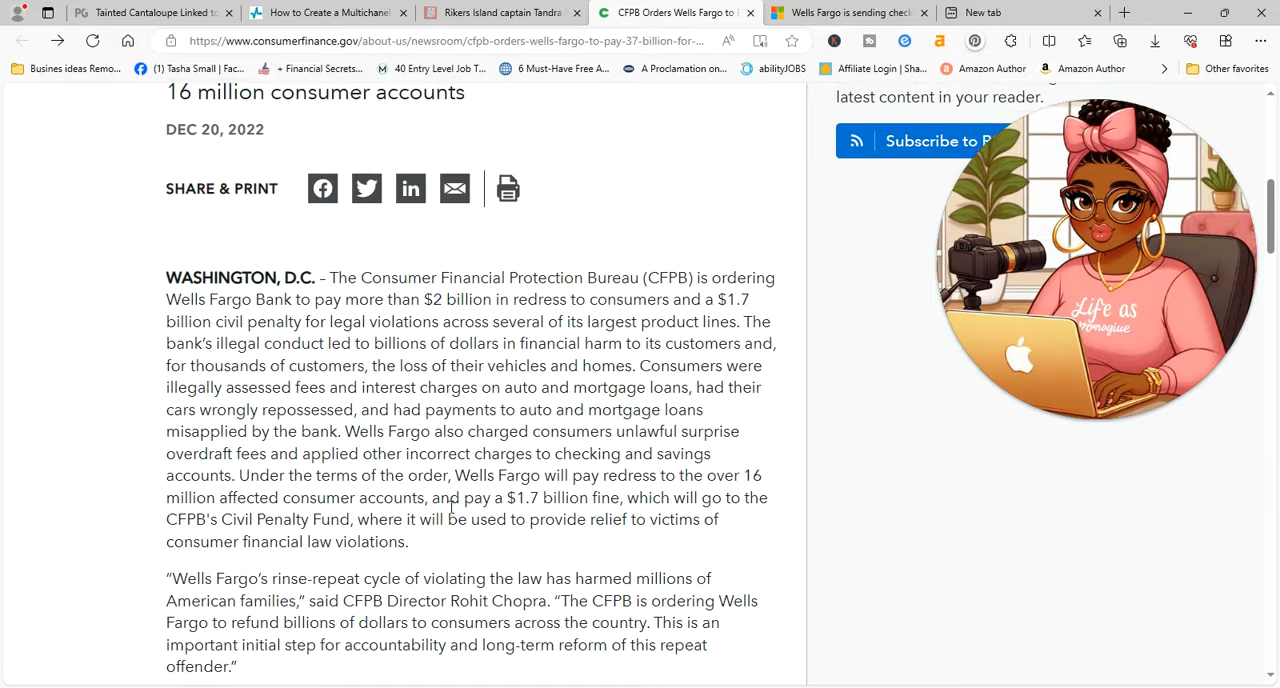 Tainted Cantaloupe Linked to
How to Create a Multichanel
Rikers Island captain Tandra
CFPB Orders Wells Fargo to
Wells Fargo is sending check
New tab
https://www.consumerfinance.gov/about-us/newsroom/cfpb-orders-wells-fargo-to-pay-37-billion-for-...
Busines ideas Remo...
(1) Tasha Small | Fac...
+ Financial Secrets...
40 Entry Level Job T...
6 Must-Have Free A...
A Proclamation on...
abilityJOBS
Affiliate Login | Sha...
Amazon Author
Amazon Author
Other favorites
16 million consumer accounts
DEC 20, 2022
SHARE & PRINT
WASHINGTON, D.C. – The Consumer Financial Protection Bureau (CFPB) is ordering
Wells Fargo Bank to pay more than $2 billion in redress to consumers and a $1.7
billion civil penalty for legal violations across several of its largest product lines. The
bank's illegal conduct led to billions of dollars in financial harm to its customers and,
for thousands of customers, the loss of their vehicles and homes. Consumers were
illegally assessed fees and interest charges on auto and mortgage loans, had their
cars wrongly repossessed, and had payments to auto and mortgage loans
misapplied by the bank. Wells Fargo also charged consumers unlawful surprise
overdraft fees and applied other incorrect charges to checking and savings
accounts. Under the terms of the order, Wells Fargo will pay redress to the over 16
million affected consumer accounts, and pay a $1.7 billion fine, which will go to the
CFPB's Civil Penalty Fund, where it will be used to provide relief to victims of
consumer financial law violations.
"Wells Fargo's rinse-repeat cycle of violating the law has harmed millions of
American families," said CFPB Director Rohit Chopra. "The CFPB is ordering Wells
Fargo to refund billions of dollars to consumers across the country. This is an
important initial step for accountability and long-term reform of this repeat
offender."
latest content in your reader.
Subscribe to
Life as